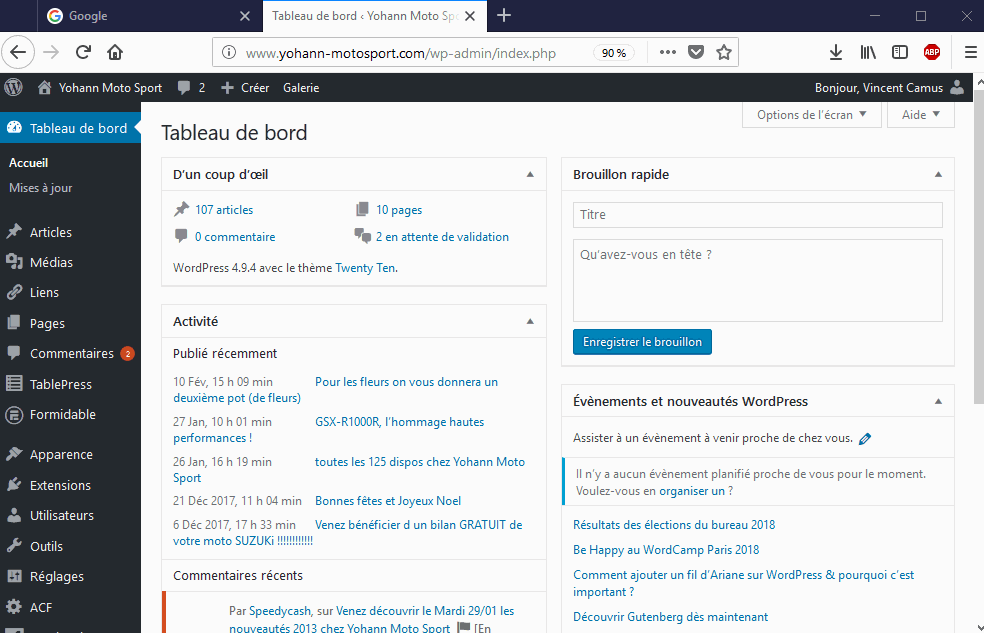 Google
Tableau de bord ‹ Yohann Moto Sp
www.yohann-motosport.com/wp-admin/index.php
90 %
ABP
Yohann Moto Sport
2
Créer
Galerie
Bonjour, Vincent Camus
Tableau de bord
Accueil
Mises à jour
Articles
Médias
Liens
Pages
Commentaires 2
TablePress
Formidable
Apparence
Extensions
Utilisateurs
Outils
Réglages
ACF
Options de l'écran
Aide
Tableau de bord
D'un coup d'œil
107 articles
10 pages
0 commentaire
2 en attente de validation
WordPress 4.9.4 avec le thème Twenty Ten.
Activité
Publié récemment
10 Fév, 15 h 09 min Pour les fleurs on vous donnera un
deuxième pot (de fleurs)
27 Jan, 10 h 01 min GSX-R1000R, l'hommage hautes
performances !
26 Jan, 16 h 19 min toutes les 125 dispos chez Yohann Moto
Sport
21 Déc 2017, 11 h 04 min Bonnes fêtes et Joyeux Noel
6 Déc 2017, 17 h 33 min Venez bénéficier d un bilan GRATUIT de
votre moto SUZUKi !!!!!!!!!!!!
Commentaires récents
Par Speedycash, sur Venez découvrir le Mardi 29/01 les
nouveautés 2013 chez Yohann Moto Sport [En
Brouillon rapide
Titre
Qu'avez-vous en tête ?
Enregistrer le brouillon
Évènements et nouveautés WordPress
Assister à un évènement à venir proche de chez vous.
Il n'y a aucun évènement planifié proche de vous pour le moment.
Voulez-vous en organiser un ?
Résultats des élections du bureau 2018
Be Happy au WordCamp Paris 2018
Comment ajouter un fil d'Ariane sur WordPress & pourquoi c'est
important ?
Découvrir Gutenberg dès maintenant